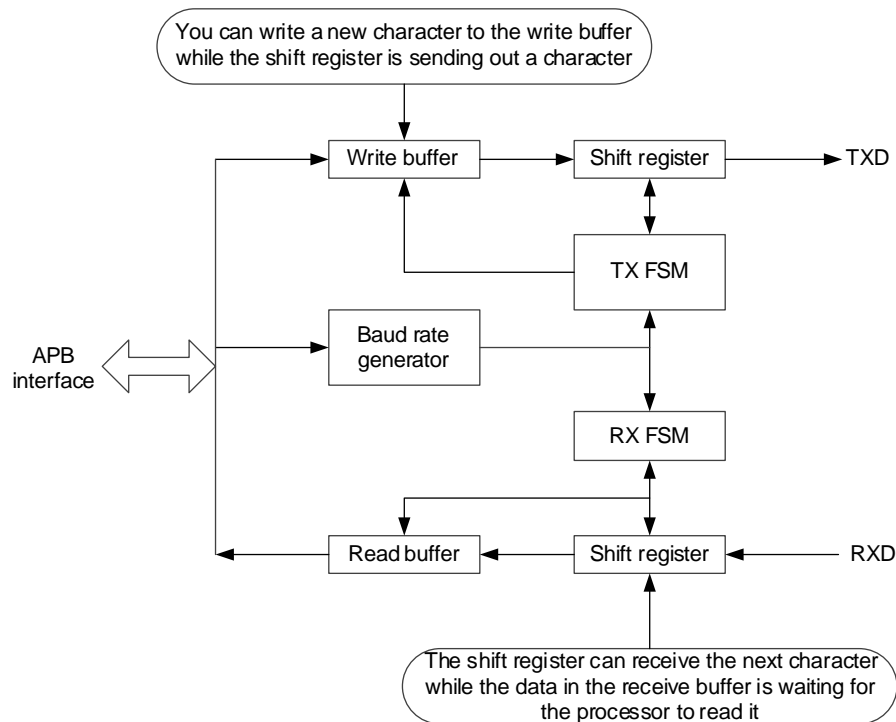 You can write a new character to the write buffer
while the shift register is sending out a character
Write buffer
Shift register
TXD
TX FSM
Baud rate
generator
APB
interface
RX FSM
Read buffer
Shift register
RXD
The shift register can receive the next character
while the data in the receive buffer is waiting for
the processor to read it